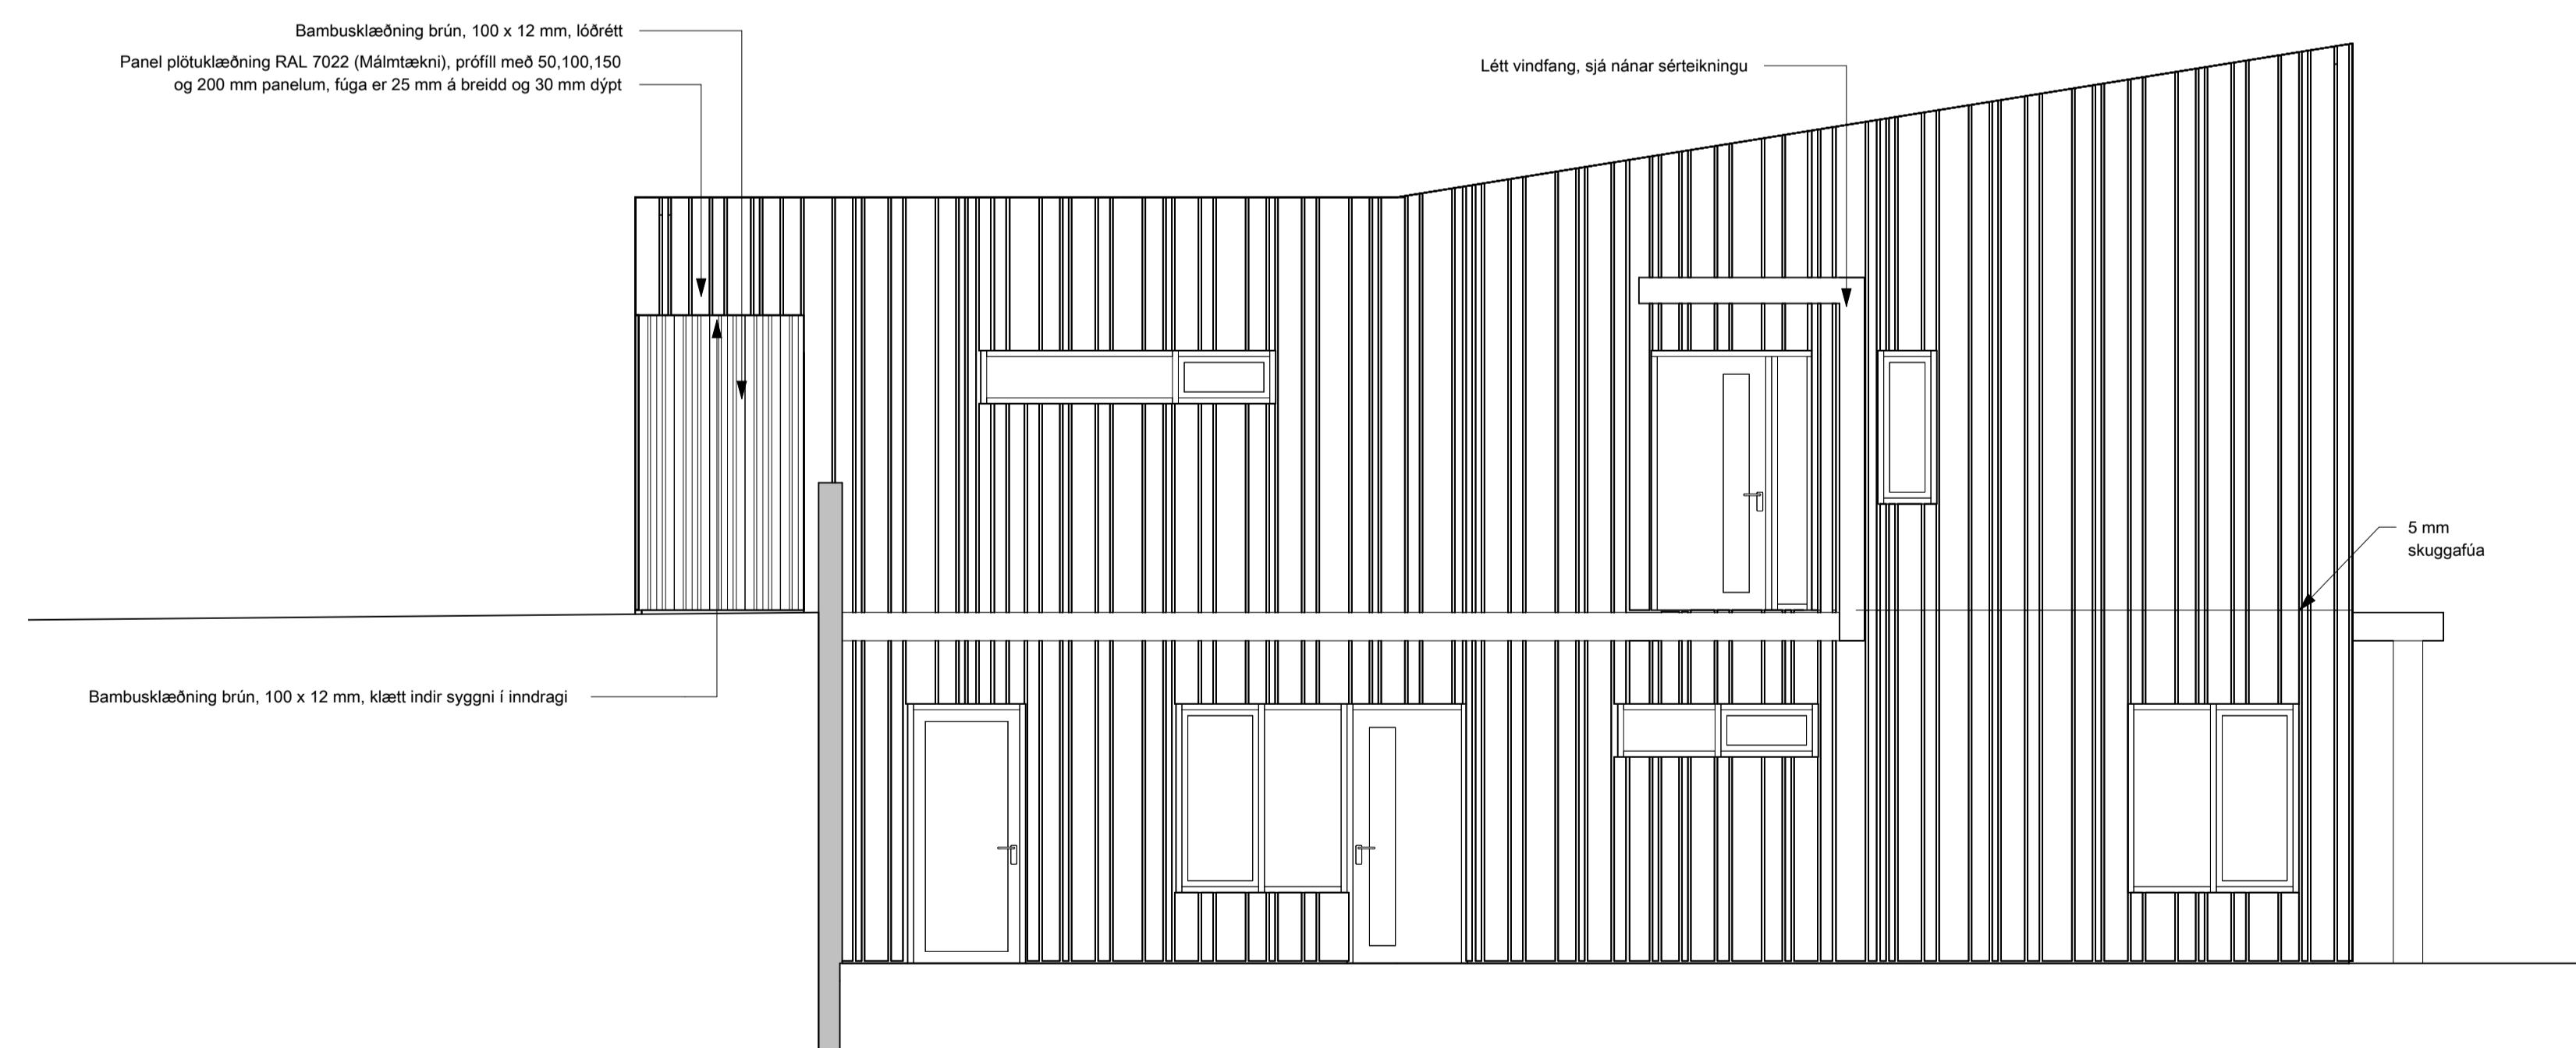 Bambusklæðning brún, 100 x 12 mm, lóðrétt
Panel plötuklæðning RAL 7022 (Málmtækni), prófíll með 50,100,150
og 200 mm panelum, fúga er 25 mm á breidd og 30 mm dýpt
Létt vindfang, sjá nánar sérteikningu
5 mm
skuggafúa
Bambusklæðning brún, 100 x 12 mm, klætt indir syggni í inndragi